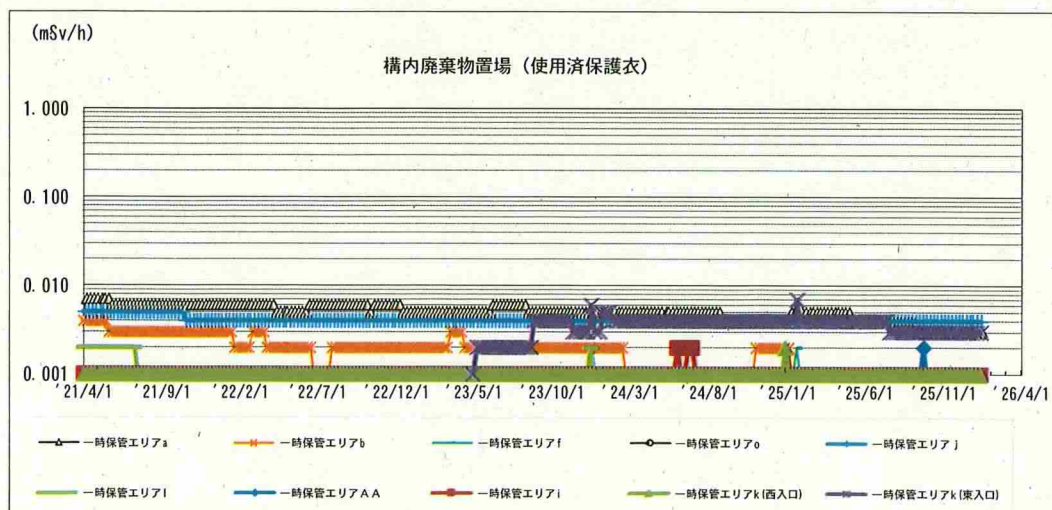 (mSv/h)
構内廃棄物置場（使用済保護衣）
1.000
0.100
0.010
0.001
21/4/1 21/9/1 22/2/1 22/7/1 22/12/1 23/5/1 23/10/1 24/3/1 24/8/1 25/1/1 25/6/1 25/11/1 26/4/1
一時保管エリアa 一時保管エリアb 一時保管エリアf 一時保管エリアo 一時保管エリアj
一時保管エリアl 一時保管エリアAA 一時保管エリアi 一時保管エリアk(西入口) 一時保管エリアk(東入口)